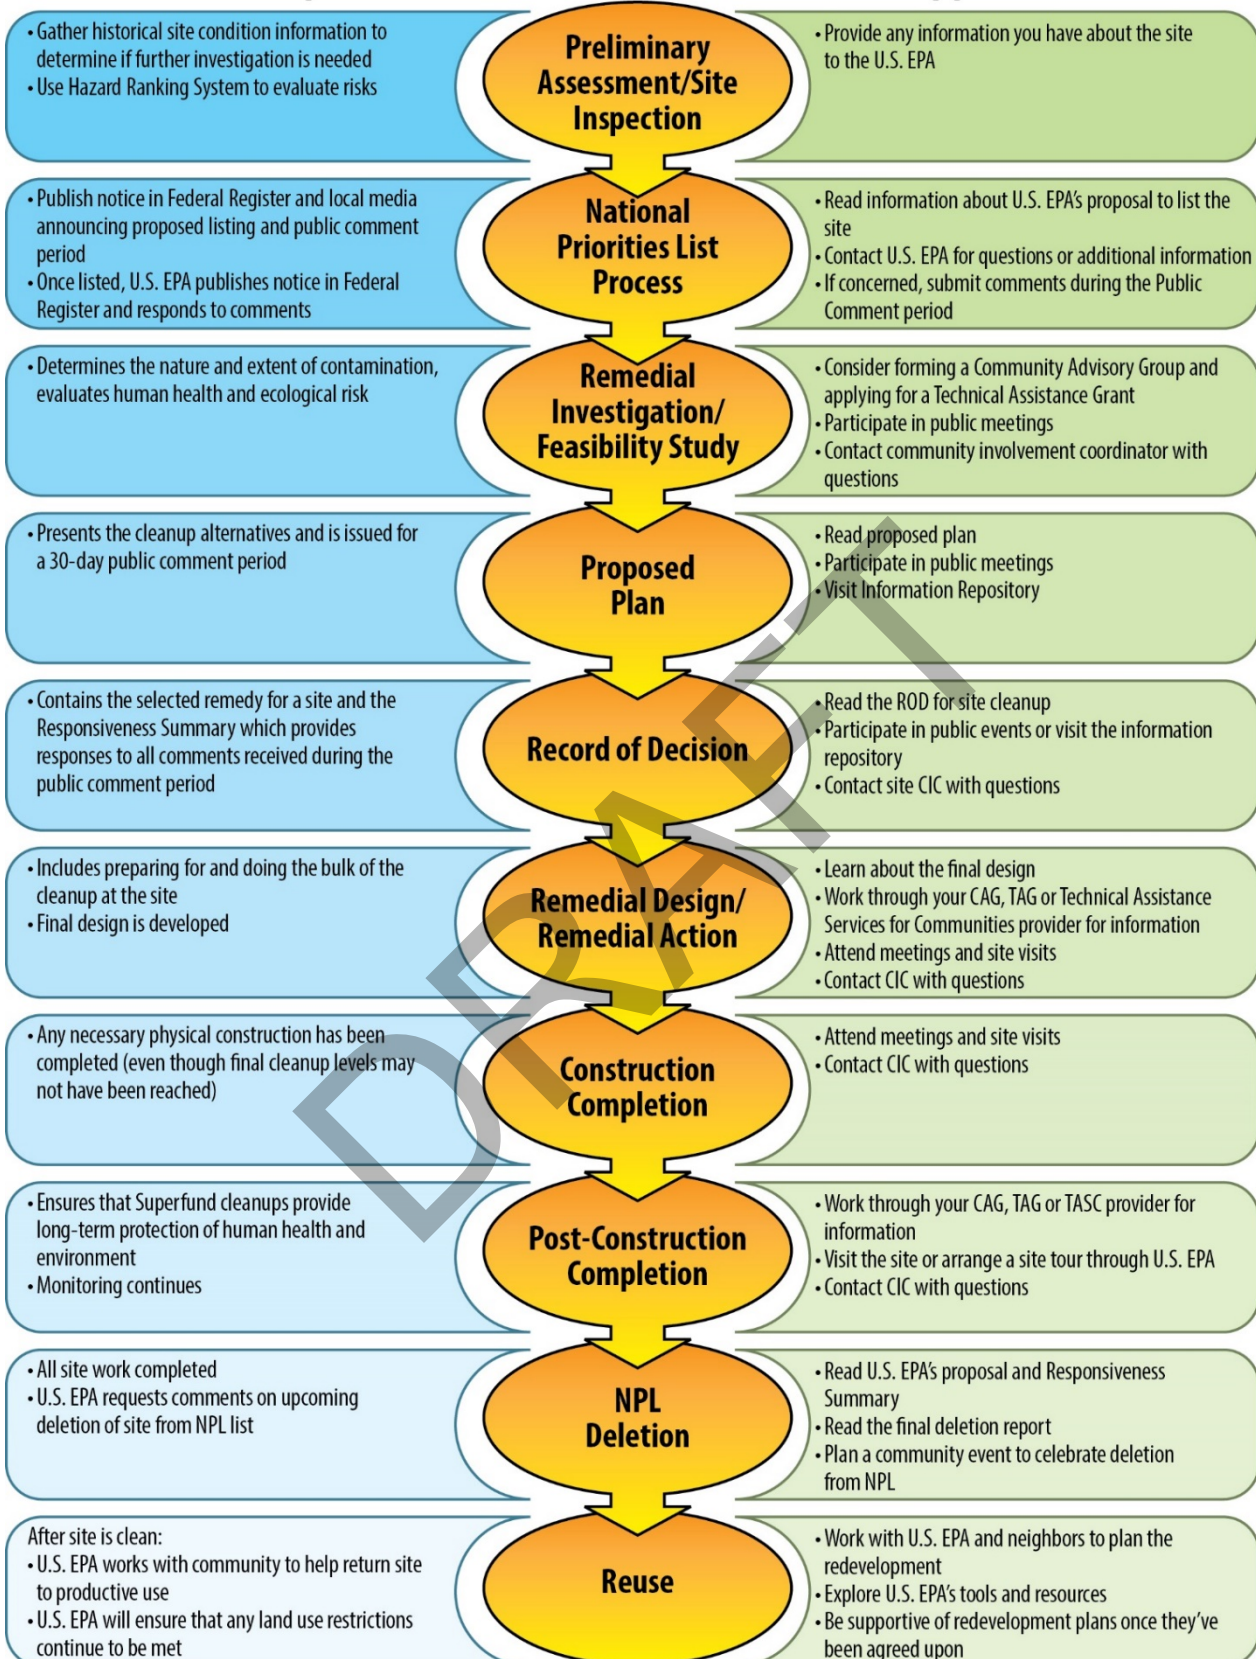 • Gather historical site condition information to
determine if further investigation is needed
• Use Hazard Ranking System to evaluate risks
Preliminary
Assessment/Site
Inspection
• Provide any information you have about the site
to the U.S. EPA
• Publish notice in Federal Register and local media
announcing proposed listing and public comment
period
• Once listed, U.S. EPA publishes notice in Federal
Register and responds to comments
National
Priorities List
Process
• Read information about U.S. EPA’s proposal to list the
site
• Contact U.S. EPA for questions or additional information
• If concerned, submit comments during the Public
Comment period
• Determines the nature and extent of contamination,
evaluates human health and ecological risk
Remedial
Investigation/
Feasibility Study
• Consider forming a Community Advisory Group and
applying for a Technical Assistance Grant
• Participate in public meetings
• Contact community involvement coordinator with
questions
• Presents the cleanup alternatives and is issued for
a 30-day public comment period
Proposed
Plan
• Read proposed plan
• Participate in public meetings
• Visit Information Repository
• Contains the selected remedy for a site and the
Responsiveness Summary which provides
responses to all comments received during the
public comment period
Record of Decision
• Read the ROD for site cleanup
• Participate in public events or visit the information
repository
• Contact site CIC with questions
• Includes preparing for and doing the bulk of the
cleanup at the site
• Final design is developed
Remedial Design/
Remedial Action
• Learn about the final design
• Work through your CAG, TAG or Technical Assistance
Services for Communities provider for information
• Attend meetings and site visits
• Contact CIC with questions
• Any necessary physical construction has been
completed (even though final cleanup levels may
not have been reached)
Construction
Completion
• Attend meetings and site visits
• Contact CIC with questions
• Ensures that Superfund cleanups provide
long-term protection of human health and
environment
• Monitoring continues
Post-Construction
Completion
• Work through your CAG, TAG or TASC provider for
information
• Visit the site or arrange a site tour through U.S. EPA
• Contact CIC with questions
• All site work completed
• U.S. EPA requests comments on upcoming
deletion of site from NPL list
NPL
Deletion
• Read U.S. EPA’s proposal and Responsiveness
Summary
• Read the final deletion report
• Plan a community event to celebrate deletion
from NPL
After site is clean:
• U.S. EPA works with community to help return site
to productive use
• U.S. EPA will ensure that any land use restrictions
continue to be met
Reuse
• Work with U.S. EPA and neighbors to plan the
redevelopment
• Explore U.S. EPA’s tools and resources
• Be supportive of redevelopment plans once they’ve
been agreed upon
DRAFT